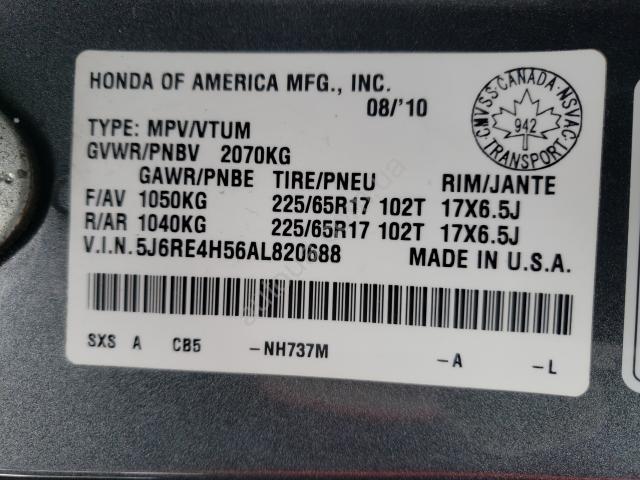 HONDA OF AMERICA MFG., INC.
08/'10
TYPE: MPV/VTUM
GVWR/PNBV 2070KG
GAWR/PNBE TIRE/PNEU RIM/JANTE
F/AV 1050KG 225/65R17 102T 17X6.5J
R/AR 1040KG 225/65R17 102T 17X6.5J
V.I.N. 5J6RE4H56AL820688 MADE IN U.S.A.
SXS A CB5 -NH737M -A -L
CANADA
CMVSS-NSVAC
942
TRANSPORT